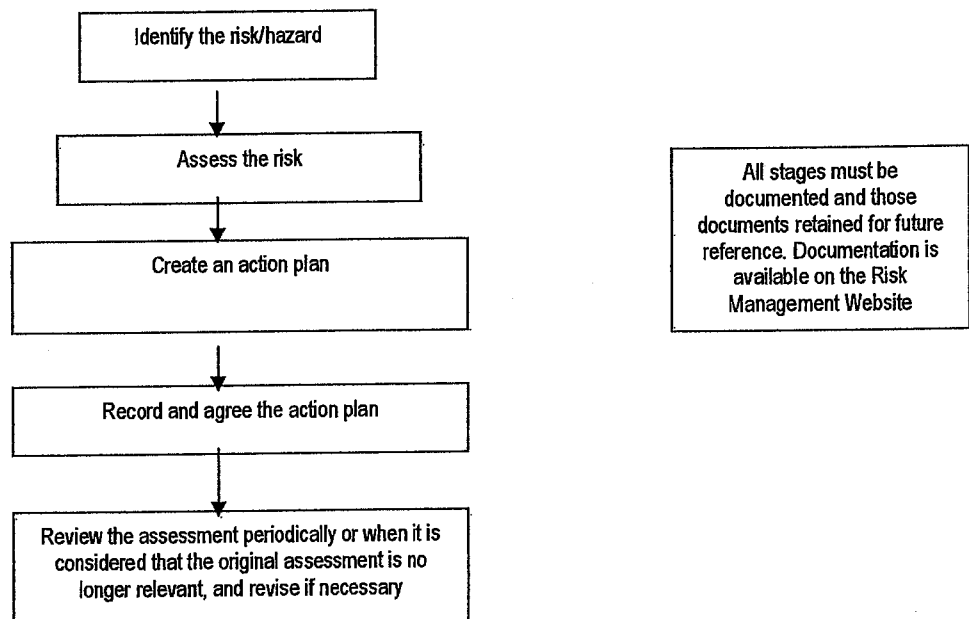 Identify the risk/hazard
Assess the risk
Create an action plan
Record and agree the action plan
Review the assessment periodically or when it is
considered that the original assessment is no
longer relevant, and revise if necessary
All stages must be
documented and those
documents retained for future
reference. Documentation is
available on the Risk
Management Website